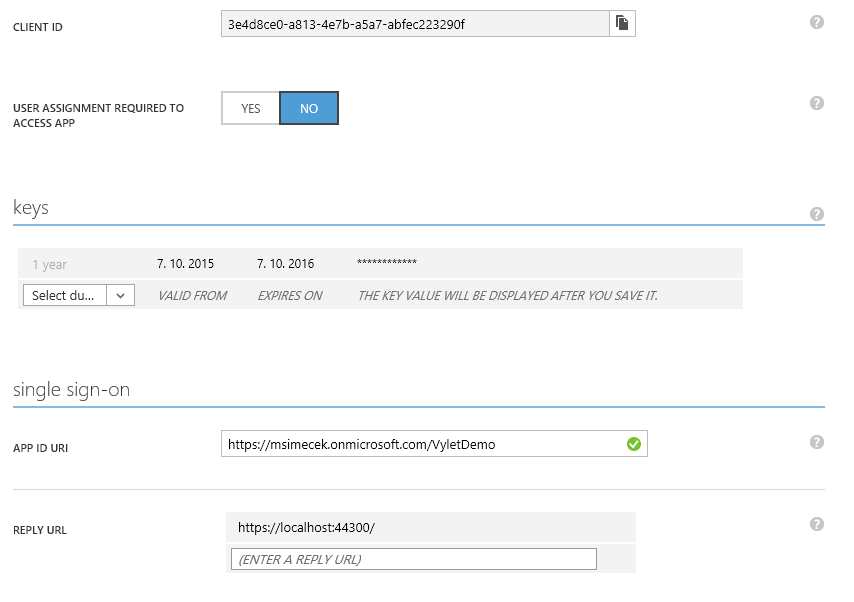 CLIENT ID
3e4d8ce0-a813-4e7b-a5a7-abfec223290f
?
USER ASSIGNMENT REQUIRED TO
ACCESS APP
YES
NO
?
keys
?
1 year
7. 10. 2015
7. 10. 2016
************
Select du...
VALID FROM
EXPIRES ON
THE KEY VALUE WILL BE DISPLAYED AFTER YOU SAVE IT.
single sign-on
APP ID URI
https://msimecek.onmicrosoft.com/VyletDemo
?
REPLY URL
https://localhost:44300/
?
(ENTER A REPLY URL)